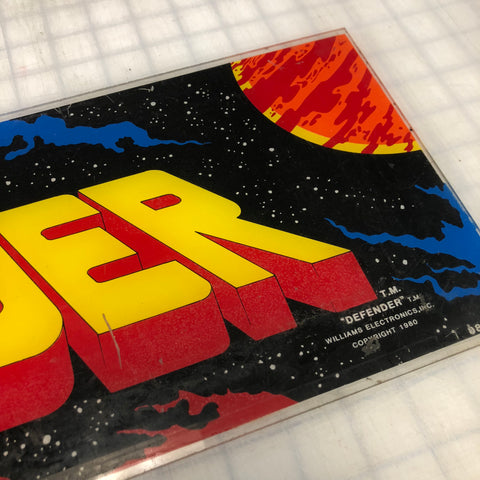 DER
T.M.
"DEFENDER" T.M.
WILLIAMS ELECTRONICS, INC.
COPYRIGHT 1980